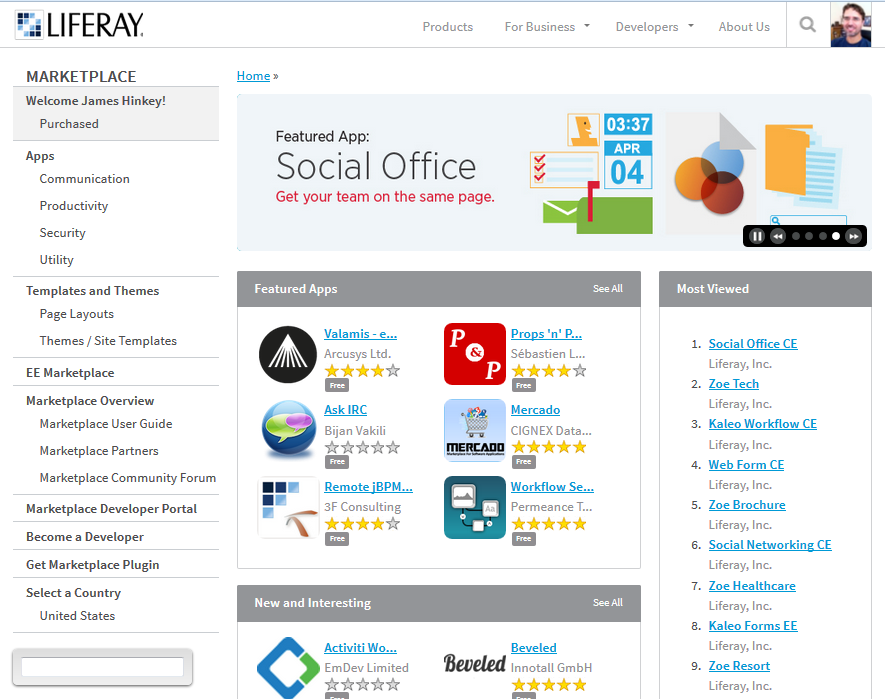 LIFERAY.
Products
For Business
Developers
About Us
MARKETPLACE
Welcome James Hinkey!
Purchased
Apps
Communication
Productivity
Security
Utility
Templates and Themes
Page Layouts
Themes / Site Templates
EE Marketplace
Marketplace Overview
Marketplace User Guide
Marketplace Partners
Marketplace Community Forum
Marketplace Developer Portal
Become a Developer
Get Marketplace Plugin
Select a Country
United States
Home »
Featured App:
Social Office
Get your team on the same page.
03:37
APR
04
Featured Apps
See All
Valamis - e...
Arcusys Ltd.
Free
P & P
Props 'n' P...
Sébastien L...
Free
Ask IRC
Bijan Vakili
Free
MERCADO
Mercado
CIGNEX Data...
Free
Remote jBPM...
3F Consulting
Free
Aa
Workflow Se...
Permeance T...
Free
New and Interesting
See All
Activiti Wo...
EmDev Limited
Free
Beveled
Beveled
Innotall GmbH
Free
Most Viewed
1. Social Office CE
Liferay, Inc.
2. Zoe Tech
Liferay, Inc.
3. Kaleo Workflow CE
Liferay, Inc.
4. Web Form CE
Liferay, Inc.
5. Zoe Brochure
Liferay, Inc.
6. Social Networking CE
Liferay, Inc.
7. Zoe Healthcare
Liferay, Inc.
8. Kaleo Forms EE
Liferay, Inc.
9. Zoe Resort
Liferay, Inc.